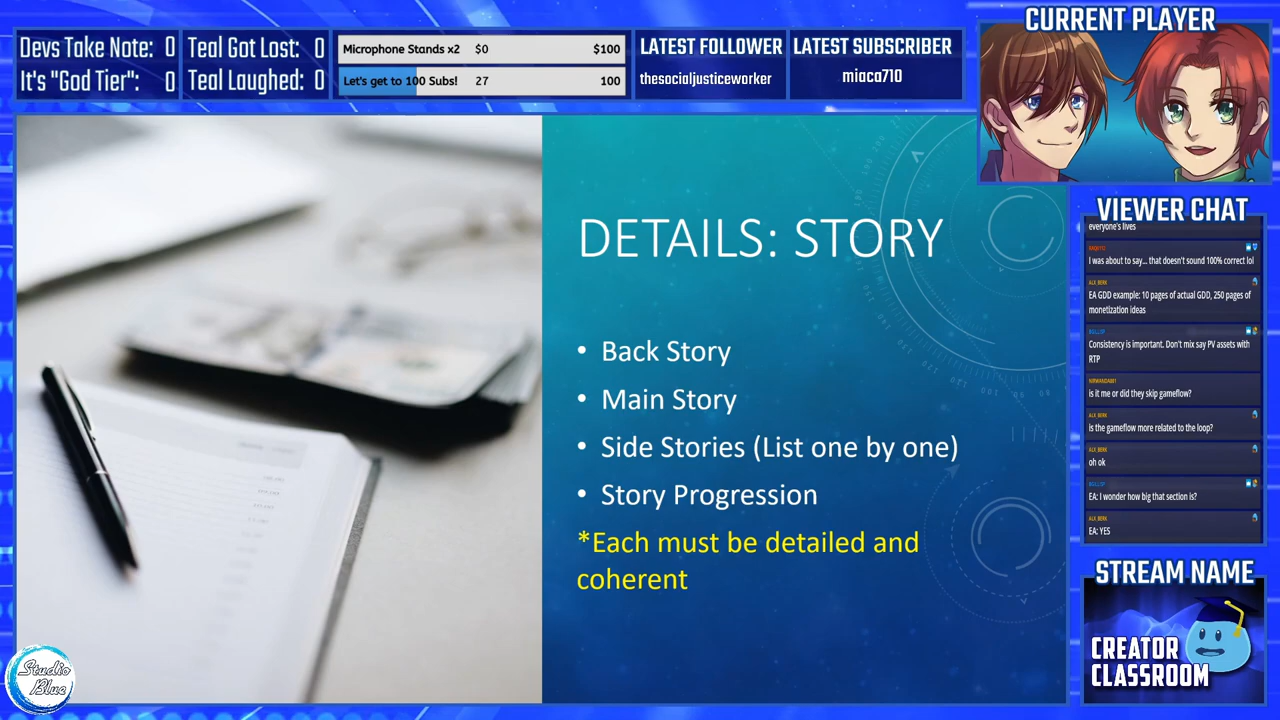 CURRENT PLAYER
Devs Take Note: 0
It's "God Tier": 0
Teal Got Lost: 0
Teal Laughed: 0
Microphone Stands x2 $0 $100
Let's get to 100 Subs! 27 100
LATEST FOLLOWER
thesocialjusticeworker
LATEST SUBSCRIBER
miaca710
DETAILS: STORY
• Back Story
• Main Story
• Side Stories (List one by one)
• Story Progression
*Each must be detailed and
coherent
VIEWER CHAT
everyone's lives
I was about to say... that doesn't sound 100% correct lol
ALX_BERK
EA GDD example: 10 pages of actual GDD, 250 pages of
monetization ideas
Consistency is important. Don't mix say PV assets with
RTP
is it me or did they skip gameflow?
ALX_BERK
is the gameflow more related to the loop?
ALX_BERK
oh ok
EA: I wonder how big that section is?
ALX_BERK
EA: YES
STREAM NAME
CREATOR
CLASSROOM
Studio
Blue